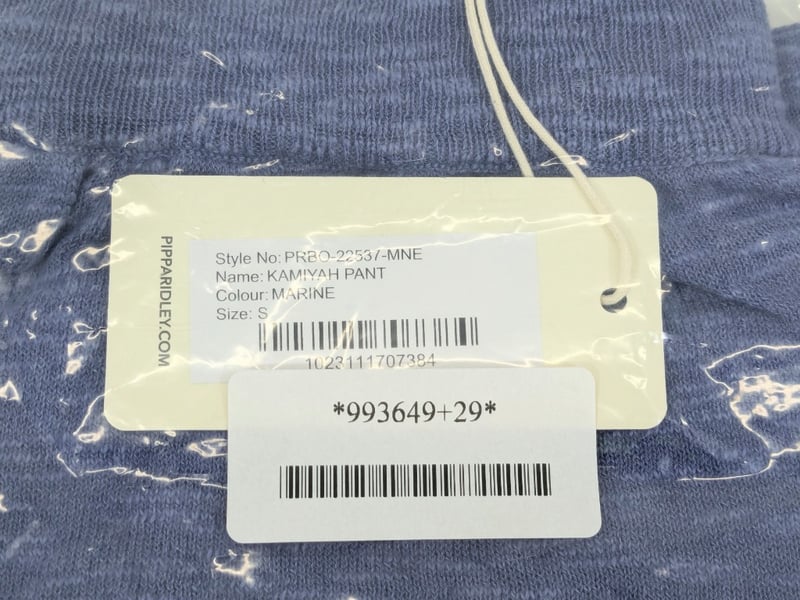 PIPPARIDLEY.COM
Style No: PRBO-22537-MNE
Name: KAMIYAH PANT
Colour: MARINE
Size: S
1023111707384
*993649+29*